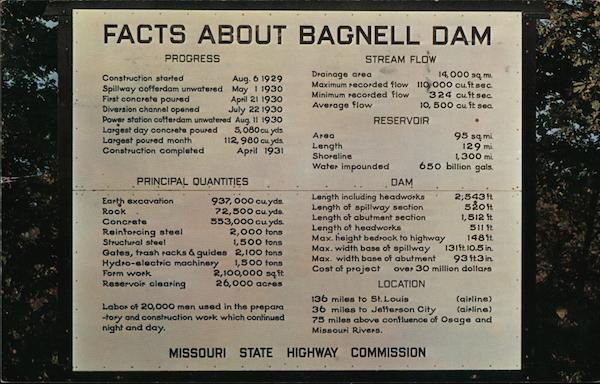 FACTS ABOUT BAGNELL DAM
PROGRESS
Construction started Aug. 6 1929
Spillway cofferdam unwatered May 1 1930
First concrete poured April 21 1930
Diversion channel opened July 22 1930
Power station cofferdam unwatered Aug. 11 1930
Largest day concrete poured 5,080 cu. yds.
Largest poured month 112,980 cu. yds.
Construction completed April 1931
PRINCIPAL QUANTITIES
Earth excavation 937,000 cu. yds.
Rock 72,500 cu. yds.
Concrete 553,000 cu. yds.
Reinforcing steel 2,000 tons
Structural steel 1,500 tons
Gates, trash racks & guides 2,100 tons
Hydro-electric machinery 1,500 tons
Form work 2,100,000 sq. ft
Reservoir clearing 26,000 acres
Labor of 20,000 men used in the prepara
-tory and construction work which continued
night and day.
STREAM FLOW
Drainage area 14,000 sq. mi.
Maximum recorded flow 110,000 cu. ft sec.
Minimum recorded flow 324 cu. ft sec.
Average flow 10,500 cu. ft sec.
RESERVOIR
Area 95 sq. mi.
Length 129 mi.
Shoreline 1,300 mi.
Water impounded 650 billion gals.
DAM
Length including headworks 2,543 ft.
Length of spillway section 520 ft.
Length of abutment section 1,512 ft.
Length of headworks 511 ft.
Max. height bedrock to highway 148 ft.
Max. width base of spillway 131 ft. 10.5 in.
Max. width base of abutment 93 ft 3 in.
Cost of project over 30 million dollars
LOCATION
136 miles to St. Louis (airline)
36 miles to Jefferson City (airline)
75 miles above confluence of Osage and
Missouri Rivers.
MISSOURI STATE HIGHWAY COMMISSION